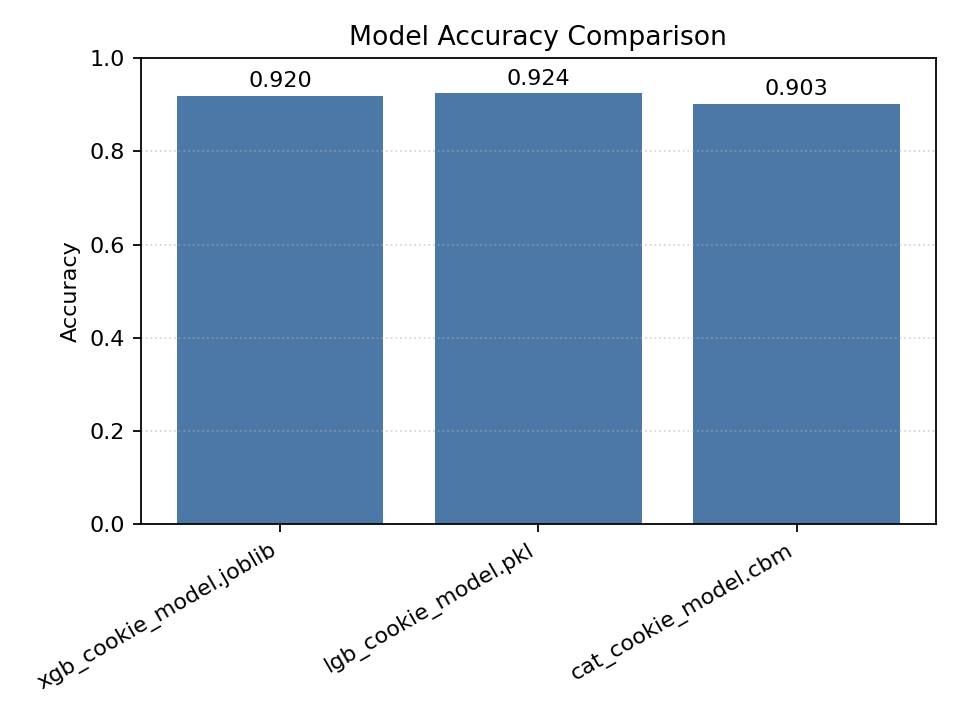 Model Accuracy Comparison
1.0
0.920
0.924
0.903
0.8
0.6
Accuracy
0.4
0.2
0.0
xgb_cookie_model.joblib
lgb_cookie_model.pkl
cat_cookie_model.cbm